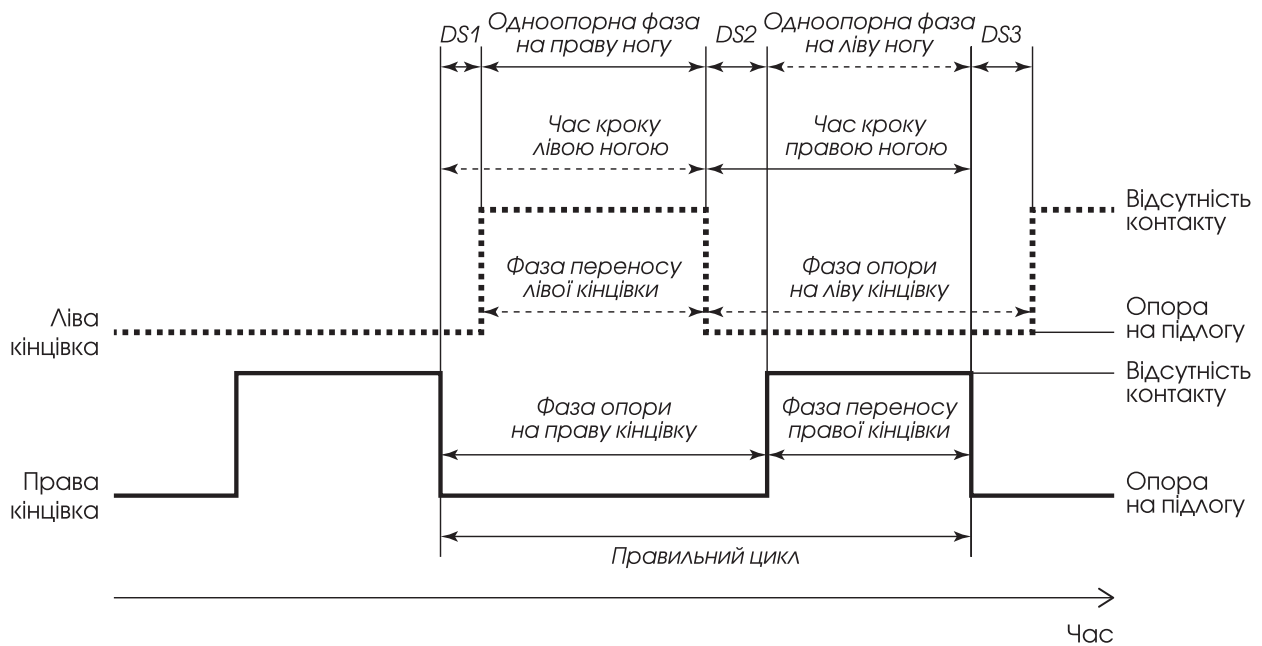 DS1
Одноопорна фаза
на праву ногу
DS2
Одноопорна фаза
на ліву ногу
DS3
Час кроку
лівою ногою
Час кроку
правою ногою
Відсутність
контакту
Фаза переносу
лівої кінцівки
Фаза опори
на ліву кінцівку
Ліва
кінцівка
Опора
на підлогу
Відсутність
контакту
Фаза опори
на праву кінцівку
Фаза переносу
правої кінцівки
Права
кінцівка
Опора
на підлогу
Правильний цикл
Час